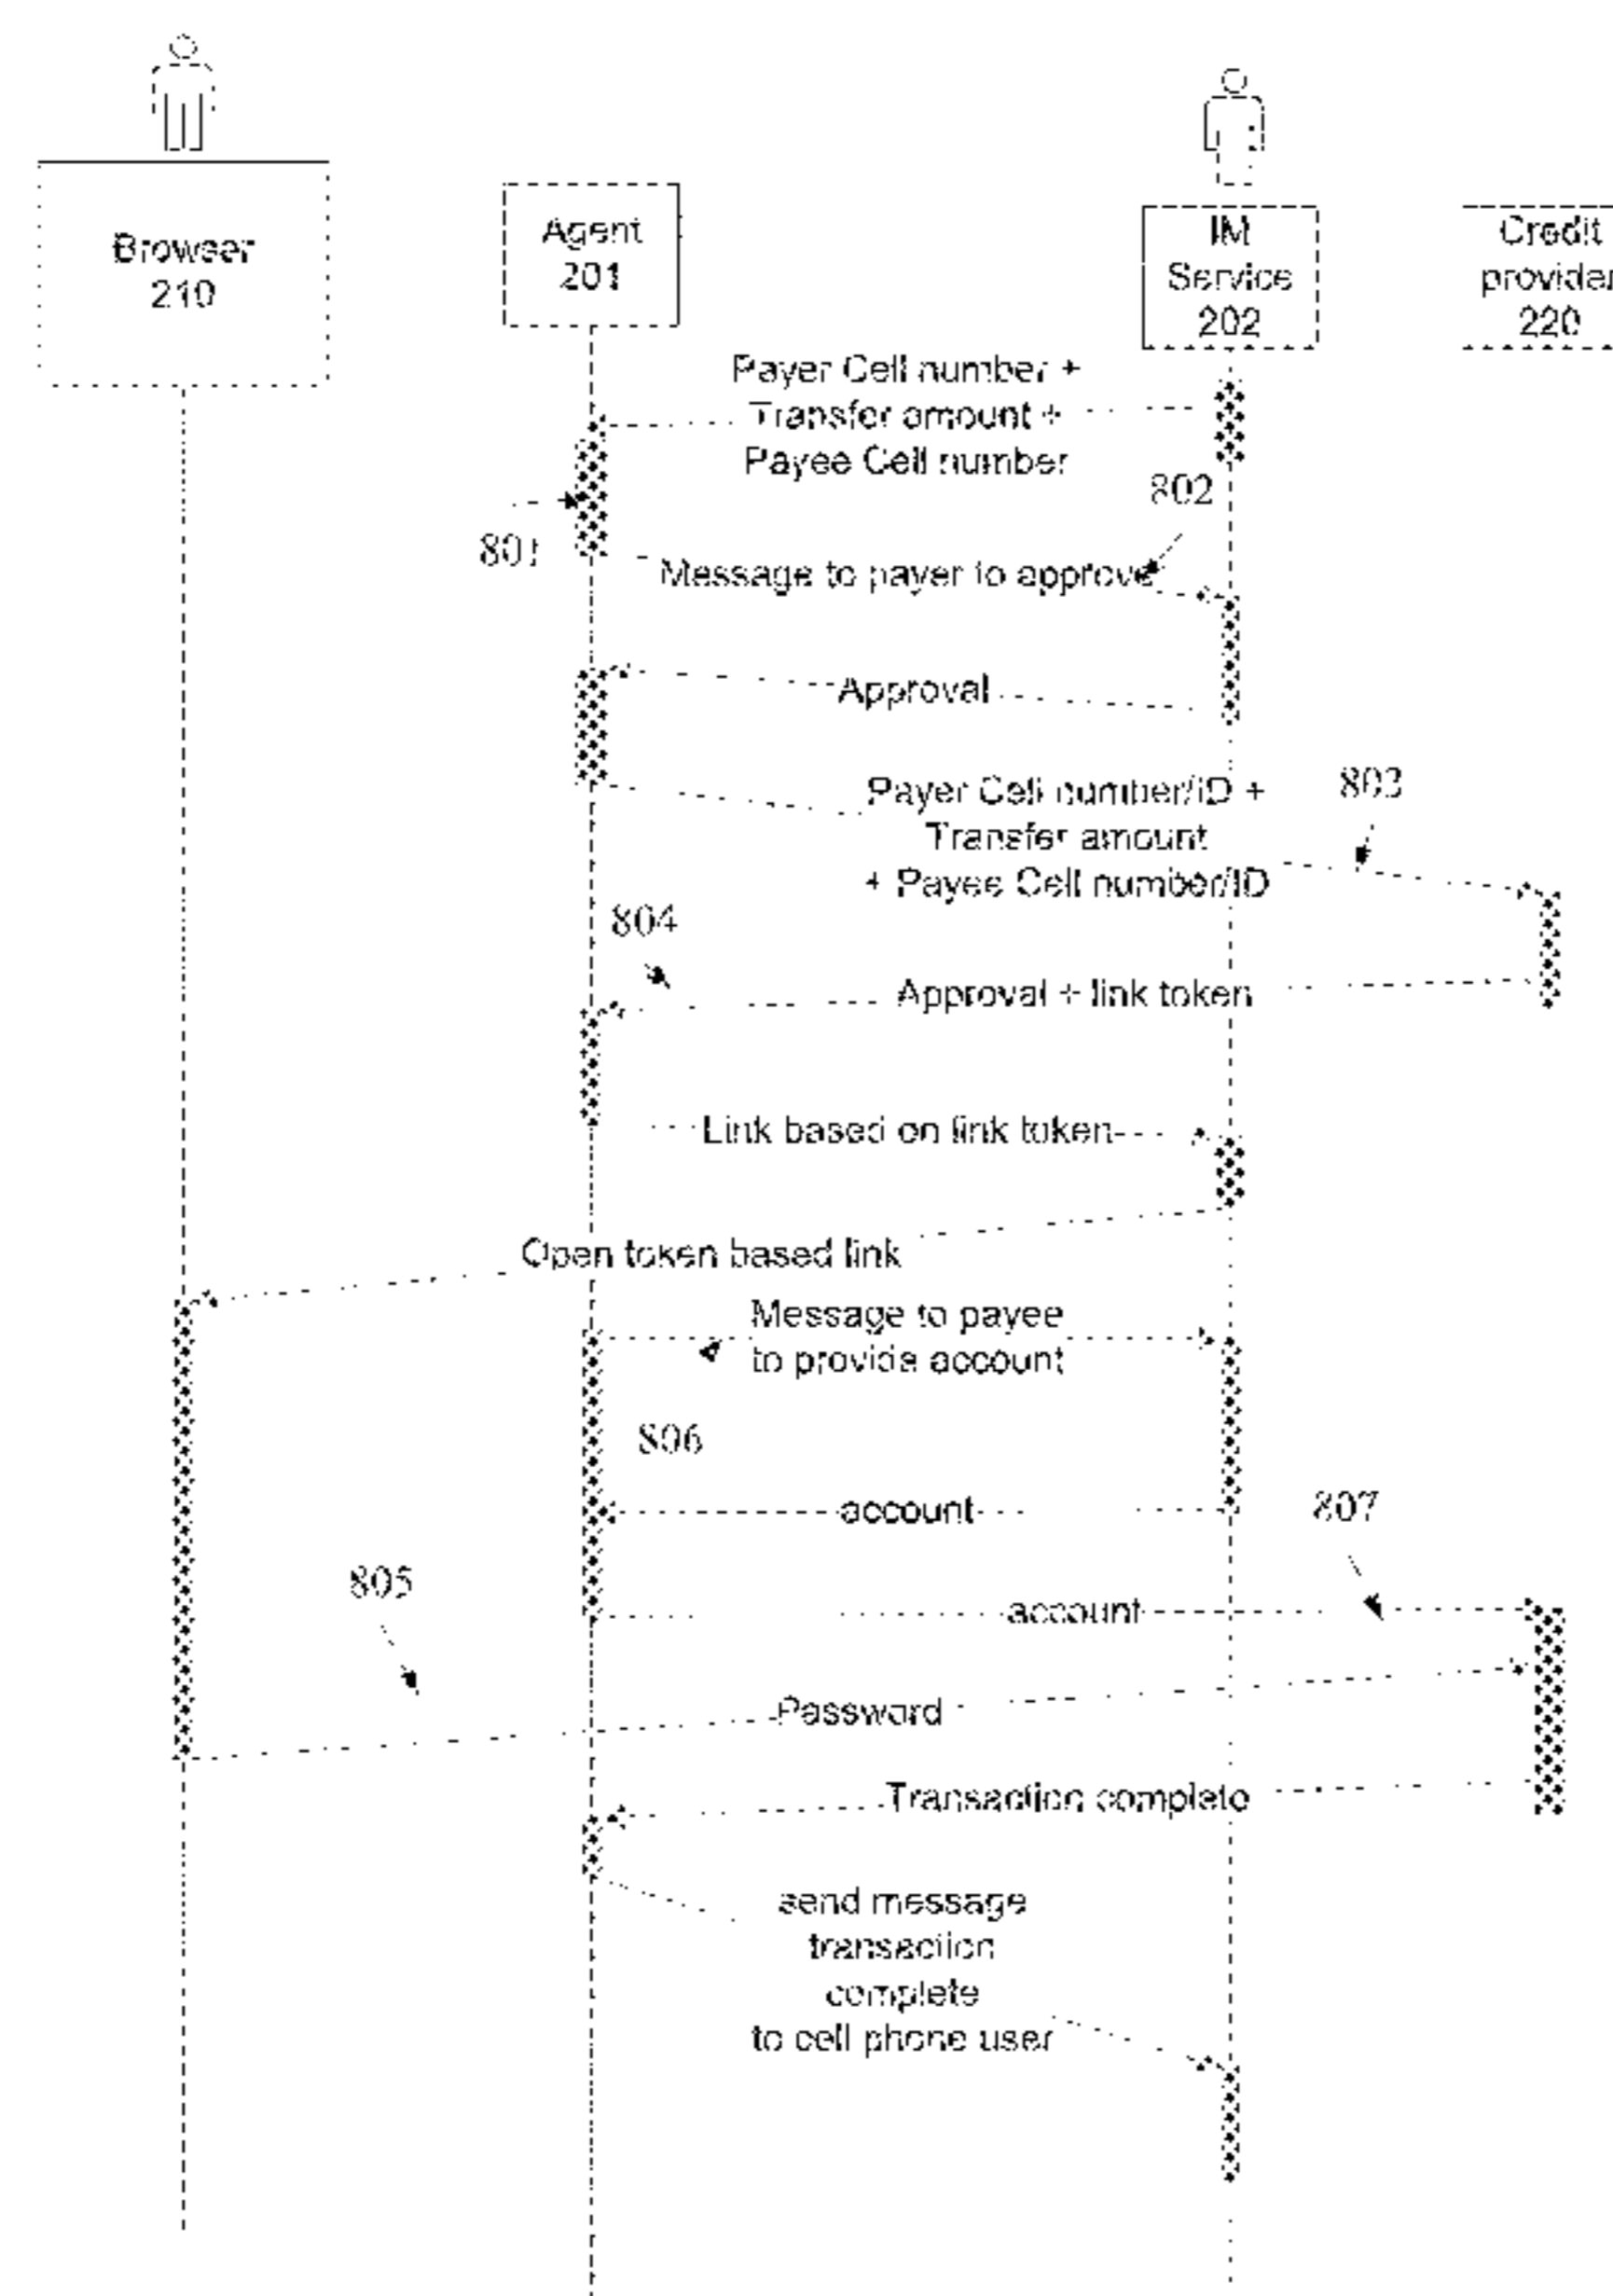 Browser
210
Agent
201
IM
Service
202
Credit
provider
220
Payer Cell number +
Transfer amount +
Payee Cell number
802
801
Message to payer to approve
Approval
Payer Cell number/ID +
Transfer amount
+ Payee Cell number/ID
803
804
Approval + link token
Link based on link token
Open token based link
Message to payee
to provide account
806
account
807
805
account
Password
Transaction complete
send message
transaction
complete
to cell phone user